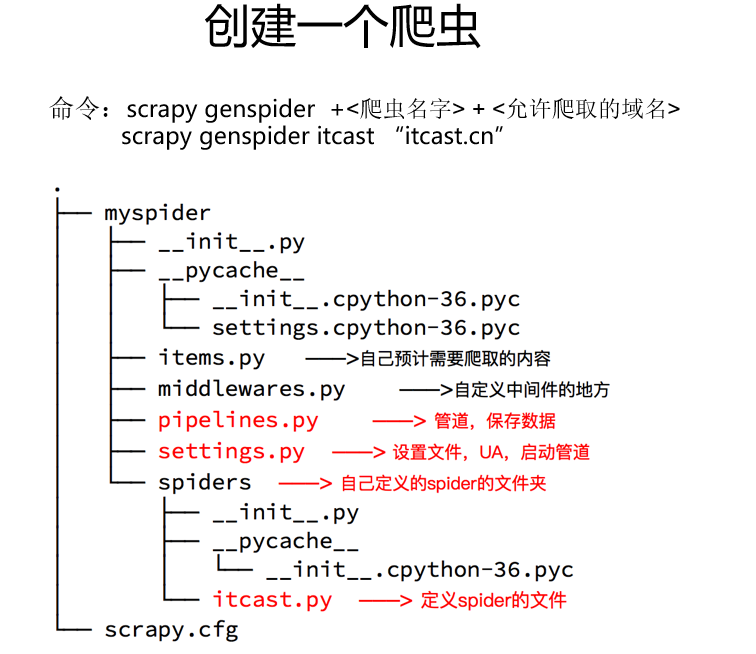 创建一个爬虫
命令：scrapy genspider +<爬虫名字> + <允许爬取的域名>
scrapy genspider itcast “itcast.cn”
.
├── myspider
│   ├── __init__.py
│   ├── __pycache__
│   │   ├── __init__.cpython-36.pyc
│   │   └── settings.cpython-36.pyc
│   ├── items.py ——>自己预计需要爬取的内容
│   ├── middlewares.py ——>自定义中间件的地方
│   ├── pipelines.py ——> 管道，保存数据
│   ├── settings.py ——> 设置文件，UA，启动管道
│   └── spiders ——> 自己定义的spider的文件夹
│       ├── __init__.py
│       ├── __pycache__
│       │   └── __init__.cpython-36.pyc
│       └── itcast.py ——> 定义spider的文件
└── scrapy.cfg